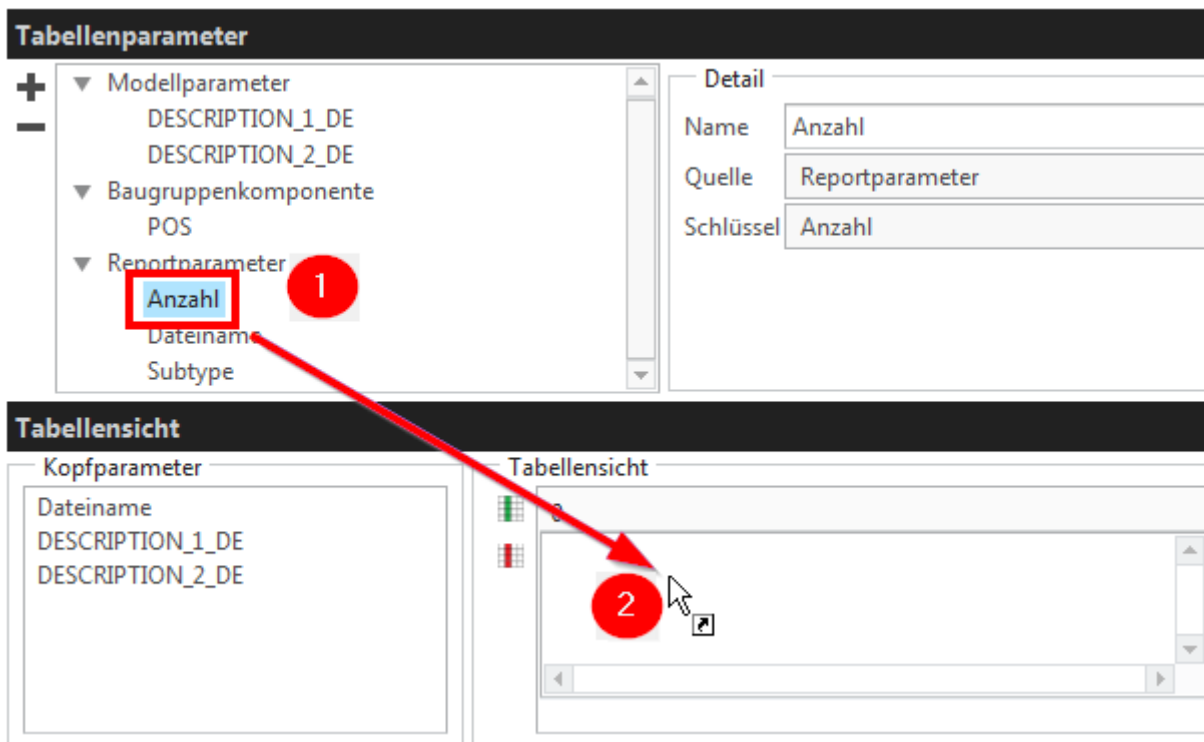 Tabellenparameter
Modellparameter
DESCRIPTION_1_DE
DESCRIPTION_2_DE
Baugruppenkomponente
POS
Reportparameter
Anzahl
1
Dateiname
Subtype
Detail
Name Anzahl
Quelle Reportparameter
Schlüssel Anzahl
Tabellensicht
Kopfparameter
Dateiname
DESCRIPTION_1_DE
DESCRIPTION_2_DE
Tabellensicht
2